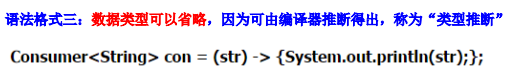 语法格式三：数据类型可以省略，因为可由编译器推断得出，称为“类型推断”
Consumer<String> con = (str) -> {System.out.println(str);};